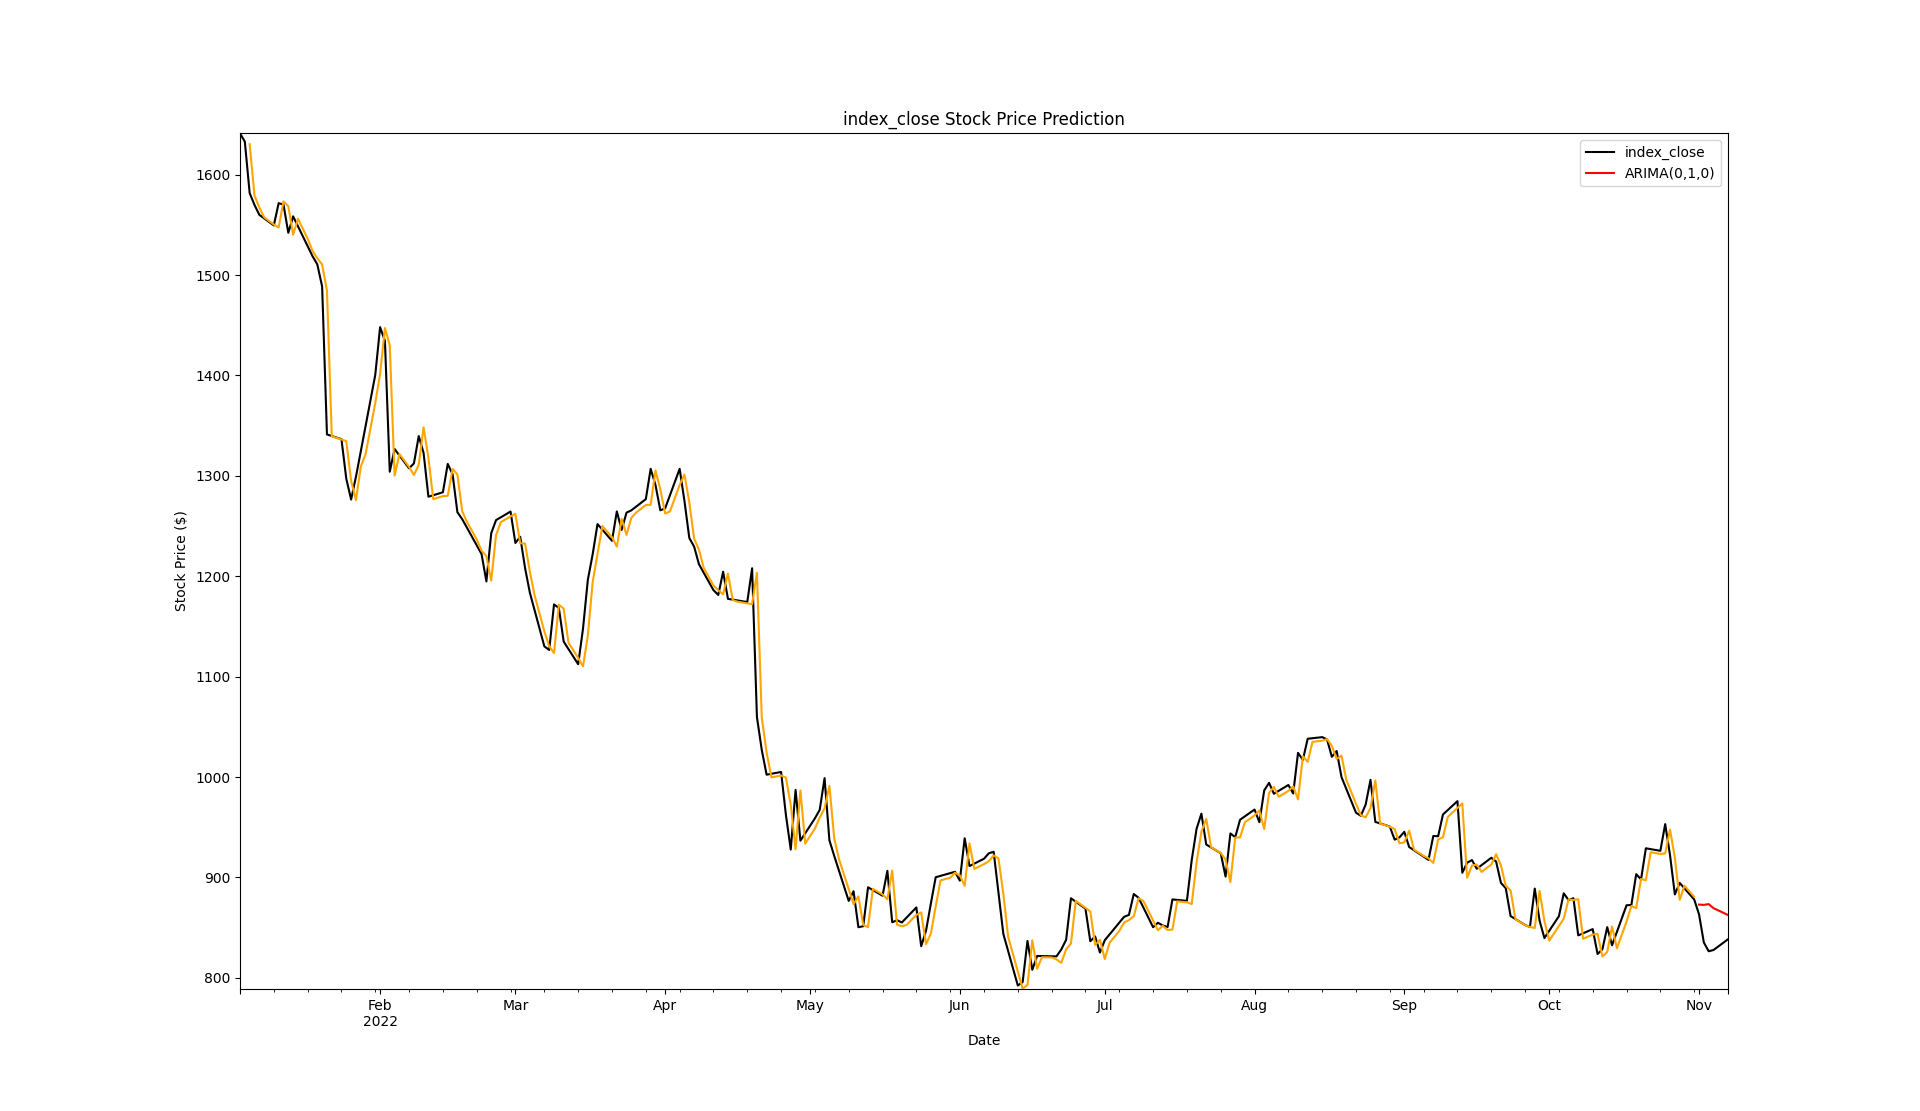 index_close Stock Price Prediction
index_close
ARIMA(0,1,0)
1600
1500
1400
1300
1200
1100
1000
900
800
Stock Price ($)
Feb
2022
Mar
Apr
May
Jun
Jul
Aug
Sep
Oct
Nov
Date